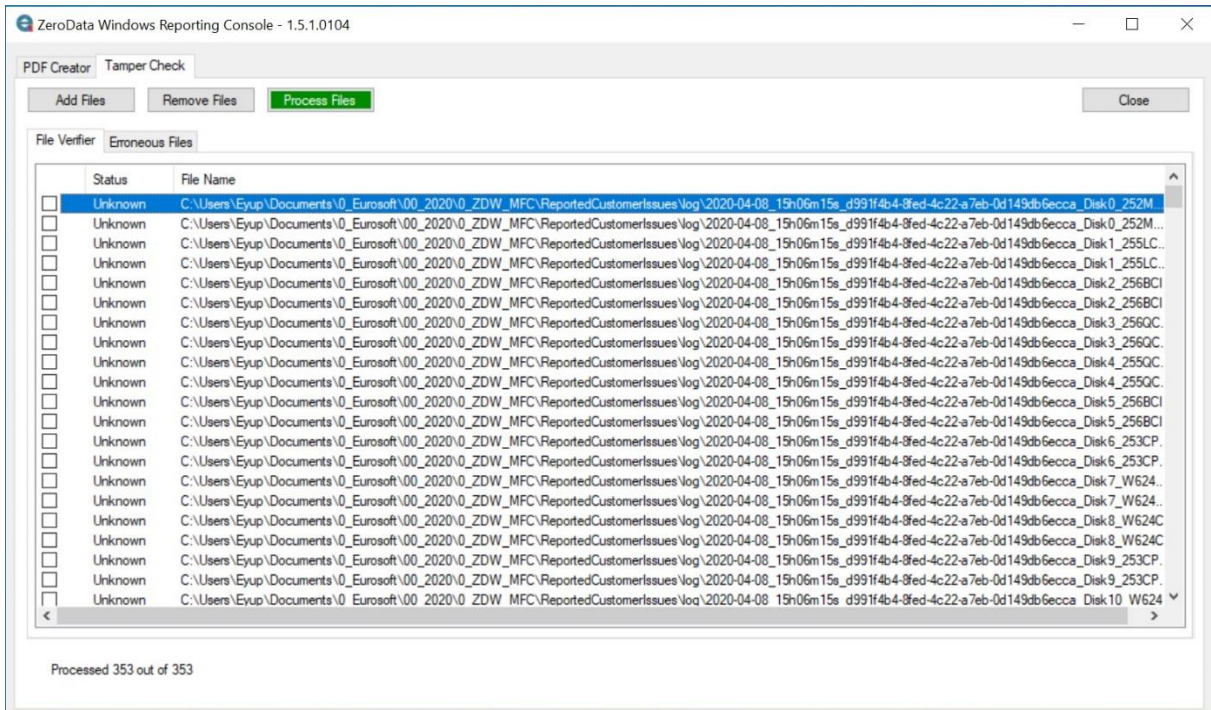 ZeroData Windows Reporting Console - 1.5.1.0104
PDF Creator Tamper Check
Add Files Remove Files Process Files Close
File Verifier Erroneous Files
Status File Name
Unknown C:\Users\Eyup\Documents\0_Eurosoft\00_2020\0_ZDW_MFC\ReportedCustomerIssues\log\2020-04-08_15h06m15s_d991f4b4-8fed-4c22-a7eb-0d149db6ecca_Disk0_252M...
Unknown C:\Users\Eyup\Documents\0_Eurosoft\00_2020\0_ZDW_MFC\ReportedCustomerIssues\log\2020-04-08_15h06m15s_d991f4b4-8fed-4c22-a7eb-0d149db6ecca_Disk0_252M...
Unknown C:\Users\Eyup\Documents\0_Eurosoft\00_2020\0_ZDW_MFC\ReportedCustomerIssues\log\2020-04-08_15h06m15s_d991f4b4-8fed-4c22-a7eb-0d149db6ecca_Disk1_255LC...
Unknown C:\Users\Eyup\Documents\0_Eurosoft\00_2020\0_ZDW_MFC\ReportedCustomerIssues\log\2020-04-08_15h06m15s_d991f4b4-8fed-4c22-a7eb-0d149db6ecca_Disk1_255LC...
Unknown C:\Users\Eyup\Documents\0_Eurosoft\00_2020\0_ZDW_MFC\ReportedCustomerIssues\log\2020-04-08_15h06m15s_d991f4b4-8fed-4c22-a7eb-0d149db6ecca_Disk2_256BCI
Unknown C:\Users\Eyup\Documents\0_Eurosoft\00_2020\0_ZDW_MFC\ReportedCustomerIssues\log\2020-04-08_15h06m15s_d991f4b4-8fed-4c22-a7eb-0d149db6ecca_Disk2_256BCI
Unknown C:\Users\Eyup\Documents\0_Eurosoft\00_2020\0_ZDW_MFC\ReportedCustomerIssues\log\2020-04-08_15h06m15s_d991f4b4-8fed-4c22-a7eb-0d149db6ecca_Disk3_256QC.
Unknown C:\Users\Eyup\Documents\0_Eurosoft\00_2020\0_ZDW_MFC\ReportedCustomerIssues\log\2020-04-08_15h06m15s_d991f4b4-8fed-4c22-a7eb-0d149db6ecca_Disk3_256QC.
Unknown C:\Users\Eyup\Documents\0_Eurosoft\00_2020\0_ZDW_MFC\ReportedCustomerIssues\log\2020-04-08_15h06m15s_d991f4b4-8fed-4c22-a7eb-0d149db6ecca_Disk4_255QC.
Unknown C:\Users\Eyup\Documents\0_Eurosoft\00_2020\0_ZDW_MFC\ReportedCustomerIssues\log\2020-04-08_15h06m15s_d991f4b4-8fed-4c22-a7eb-0d149db6ecca_Disk4_255QC.
Unknown C:\Users\Eyup\Documents\0_Eurosoft\00_2020\0_ZDW_MFC\ReportedCustomerIssues\log\2020-04-08_15h06m15s_d991f4b4-8fed-4c22-a7eb-0d149db6ecca_Disk5_256BCI
Unknown C:\Users\Eyup\Documents\0_Eurosoft\00_2020\0_ZDW_MFC\ReportedCustomerIssues\log\2020-04-08_15h06m15s_d991f4b4-8fed-4c22-a7eb-0d149db6ecca_Disk5_256BCI
Unknown C:\Users\Eyup\Documents\0_Eurosoft\00_2020\0_ZDW_MFC\ReportedCustomerIssues\log\2020-04-08_15h06m15s_d991f4b4-8fed-4c22-a7eb-0d149db6ecca_Disk6_253CP.
Unknown C:\Users\Eyup\Documents\0_Eurosoft\00_2020\0_ZDW_MFC\ReportedCustomerIssues\log\2020-04-08_15h06m15s_d991f4b4-8fed-4c22-a7eb-0d149db6ecca_Disk6_253CP.
Unknown C:\Users\Eyup\Documents\0_Eurosoft\00_2020\0_ZDW_MFC\ReportedCustomerIssues\log\2020-04-08_15h06m15s_d991f4b4-8fed-4c22-a7eb-0d149db6ecca_Disk7_W624..
Unknown C:\Users\Eyup\Documents\0_Eurosoft\00_2020\0_ZDW_MFC\ReportedCustomerIssues\log\2020-04-08_15h06m15s_d991f4b4-8fed-4c22-a7eb-0d149db6ecca_Disk7_W624..
Unknown C:\Users\Eyup\Documents\0_Eurosoft\00_2020\0_ZDW_MFC\ReportedCustomerIssues\log\2020-04-08_15h06m15s_d991f4b4-8fed-4c22-a7eb-0d149db6ecca_Disk8_W624C
Unknown C:\Users\Eyup\Documents\0_Eurosoft\00_2020\0_ZDW_MFC\ReportedCustomerIssues\log\2020-04-08_15h06m15s_d991f4b4-8fed-4c22-a7eb-0d149db6ecca_Disk8_W624C
Unknown C:\Users\Eyup\Documents\0_Eurosoft\00_2020\0_ZDW_MFC\ReportedCustomerIssues\log\2020-04-08_15h06m15s_d991f4b4-8fed-4c22-a7eb-0d149db6ecca_Disk9_253CP.
Unknown C:\Users\Eyup\Documents\0_Eurosoft\00_2020\0_ZDW_MFC\ReportedCustomerIssues\log\2020-04-08_15h06m15s_d991f4b4-8fed-4c22-a7eb-0d149db6ecca_Disk9_253CP.
Unknown C:\Users\Eyup\Documents\0_Eurosoft\00_2020\0_ZDW_MFC\ReportedCustomerIssues\log\2020-04-08_15h06m15s_d991f4b4-8fed-4c22-a7eb-0d149db6ecca_Disk10_W624
Processed 353 out of 353